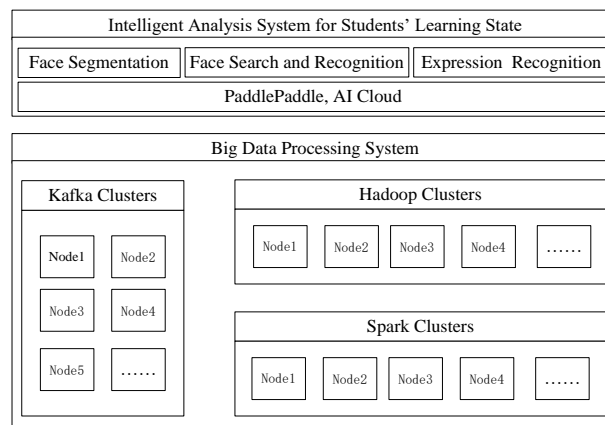 Intelligent Analysis System for Students' Learning State
Face Segmentation
Face Search and Recognition
Expression Recognition
PaddlePaddle, AI Cloud
Big Data Processing System
Kafka Clusters
Node1
Node2
Node3
Node4
Node5
......
Hadoop Clusters
Node1
Node2
Node3
Node4
......
Spark Clusters
Node1
Node2
Node3
Node4
......